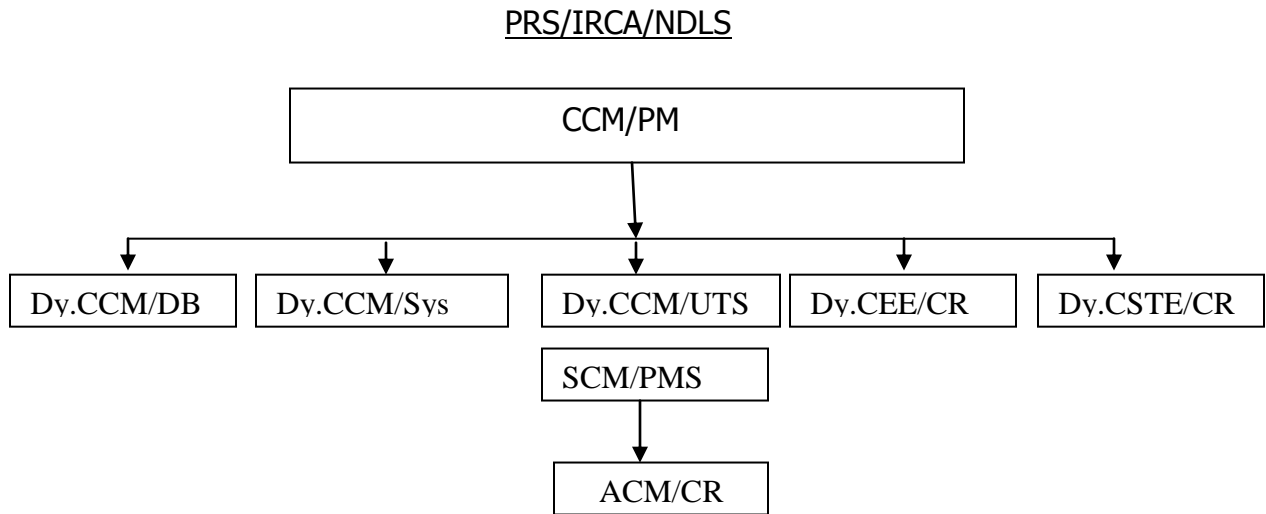 PRS/IRCA/NDLS
CCM/PM
Dy.CCM/DB
Dy.CCM/Sys
Dy.CCM/UTS
Dy.CEE/CR
Dy.CSTE/CR
SCM/PMS
ACM/CR